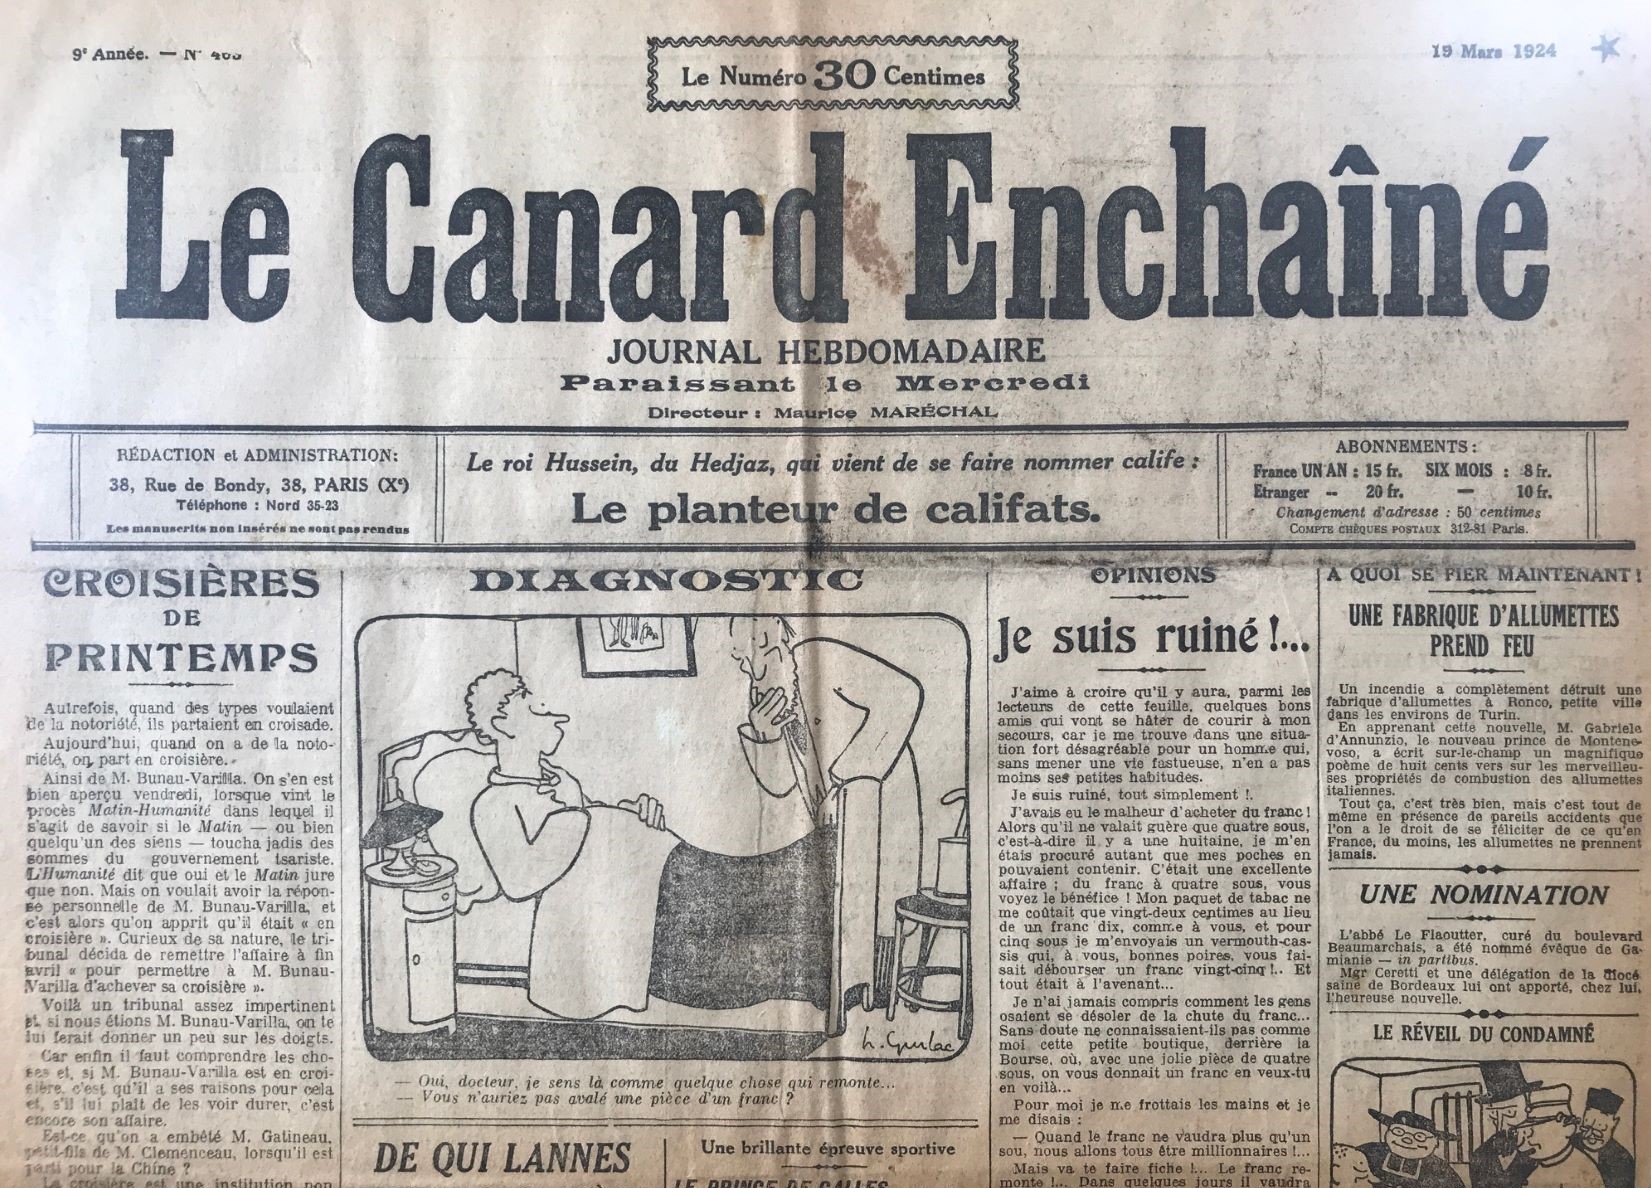 9e Année. — N°
19 Mars 1924
Le Numéro 30 Centimes
Le Canard Enchaîné
JOURNAL HEBDOMADAIRE
Paraissant le Mercredi
Directeur : Maurice MARÉCHAL
RÉDACTION et ADMINISTRATION:
38, Rue de Bondy, 38, PARIS (Xe)
Téléphone : Nord 35-23
Les manuscrits non insérés ne sont pas rendus
Le roi Hussein, du Hedjaz, qui vient de se faire nommer calife :
Le planteur de califats.
ABONNEMENTS :
France UN AN : 15 fr. SIX MOIS : 8 fr.
Etranger -- 20 fr. — 10 fr.
Changement d'adresse : 50 centimes
COMPTE CHÈQUES POSTAUX 312-81 Paris.
CROISIÈRES
DE
PRINTEMPS
Autrefois, quand des types voulaient
de la notoriété, ils partaient en croisade.
Aujourd'hui, quand on a de la noto-
riété, on part en croisière.
Ainsi de M. Bunau-Varilla. On s'en est
bien aperçu vendredi, lorsque vint le
procès Matin-Humanité dans lequel il
s'agit de savoir si le Matin — ou bien
quelqu'un des siens — toucha jadis des
sommes du gouvernement tsariste.
L'Humanité dit que oui et le Matin jure
que non. Mais on voulait avoir la répon-
se personnelle de M. Bunau-Varilla, et
c'est alors qu'on apprit qu'il était « en
croisière ». Curieux de sa nature, le tri-
bunal décida de remettre l'affaire à fin
avril « pour permettre à M. Bunau-
Varilla d'achever sa croisière ».
Voilà un tribunal assez impertinent
et si nous étions M. Bunau-Varilla, on te
lui ferait donner un peu sur les doigts.
Car enfin il faut comprendre les cho-
ses et, si M. Bunau-Varilla est en croi-
sière, c'est qu'il a ses raisons pour cela
et, s'il lui plaît de les voir durer, c'est
encore son affaire.
Est-ce qu'on a embêté M. Gatineau,
petit-fils de M. Clemenceau, lorsqu'il est
parti pour la Chine ?
La croisière est une institution non
DIAGNOSTIC
H. Guilac
— Oui, docteur, je sens là comme quelque chose qui remonte...
— Vous n'auriez pas avalé une pièce d'un franc ?
DE QUI LANNES
Une brillante épreuve sportive
LE PRINCE DE GALLES
OPINIONS
Je suis ruiné !...
J'aime à croire qu'il y aura, parmi les
lecteurs de cette feuille, quelques bons
amis qui vont se hâter de courir à mon
secours, car je me trouve dans une situa-
tion fort désagréable pour un homme qui,
sans mener une vie fastueuse, n'en a pas
moins ses petites habitudes.
Je suis ruiné, tout simplement !.
J'avais eu le malheur d'acheter du franc !
Alors qu'il ne valait guère que quatre sous,
c'est-à-dire il y a une huitaine, je m'en
étais procuré autant que mes poches en
pouvaient contenir. C'était une excellente
affaire ; du franc à quatre sous, vous
voyez le bénéfice ! Mon paquet de tabac ne
me coûtait que vingt-deux centimes au lieu
de un franc dix, comme à vous, et pour
cinq sous je m'envoyais un vermouth-cas-
sis qui, à vous, bonnes poires, vous fai-
sait débourser un franc vingt-cinq !.. Et
tout était à l'avenant...
Je n'ai jamais compris comment les gens
osaient se désoler de la chute du franc...
Sans doute ne connaissaient-ils pas comme
moi cette petite boutique, derrière la
Bourse, où, avec une jolie pièce de quatre
sous, on vous donnait un franc en veux-tu
en voilà...
Pour moi je me frottais les mains et je
me disais :
— Quand le franc ne vaudra plus qu'un
sou, nous allons tous être millionnaires !...
Mais va te faire fiche !... Le franc re-
monte !... Dans quelques jours il vaudra
A QUOI SE FIER MAINTENANT !
UNE FABRIQUE D'ALLUMETTES
PREND FEU
Un incendie a complètement détruit une
fabrique d'allumettes à Ronco, petite ville
dans les environs de Turin.
En apprenant cette nouvelle, M. Gabriele
d'Annunzio, le nouveau prince de Montene-
voso, a écrit sur-le-champ un magnifique
poème de huit cents vers sur les merveilleu-
ses propriétés de combustion des allumettes
italiennes.
Tout ça, c'est très bien, mais c'est tout de
même en présence de pareils accidents que
l'on a le droit de se féliciter de ce qu'en
France, du moins, les allumettes ne prennent
jamais.
UNE NOMINATION
L'abbé Le Flaoutter, curé du boulevard
Beaumarchais, a été nommé évêque de Ga-
mianie — in partibus.
Mgr Ceretti et une délégation de la diocé
saine de Bordeaux lui ont apporté, chez lui,
l'heureuse nouvelle.
LE RÉVEIL DU CONDAMNÉ